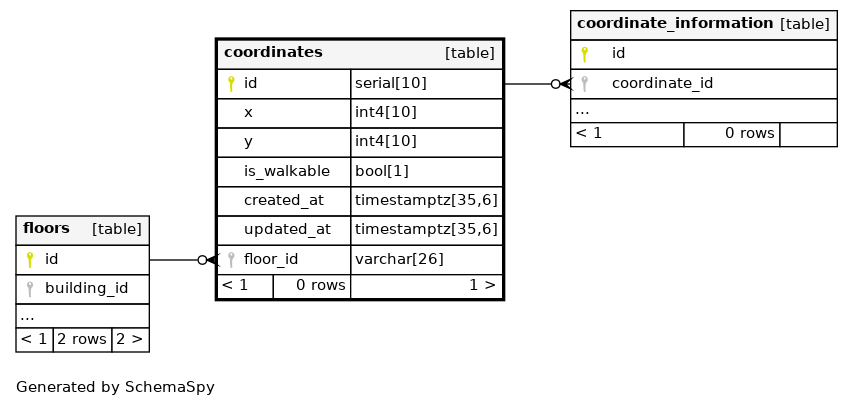 coordinate_information [table]
id
coordinate_id
...
< 1 0 rows
coordinates [table]
id serial[10]
x int4[10]
y int4[10]
is_walkable bool[1]
created_at timestamptz[35,6]
updated_at timestamptz[35,6]
floor_id varchar[26]
< 1 0 rows 1 >
floors [table]
id
building_id
...
< 1 2 rows 2 >
Generated by SchemaSpy